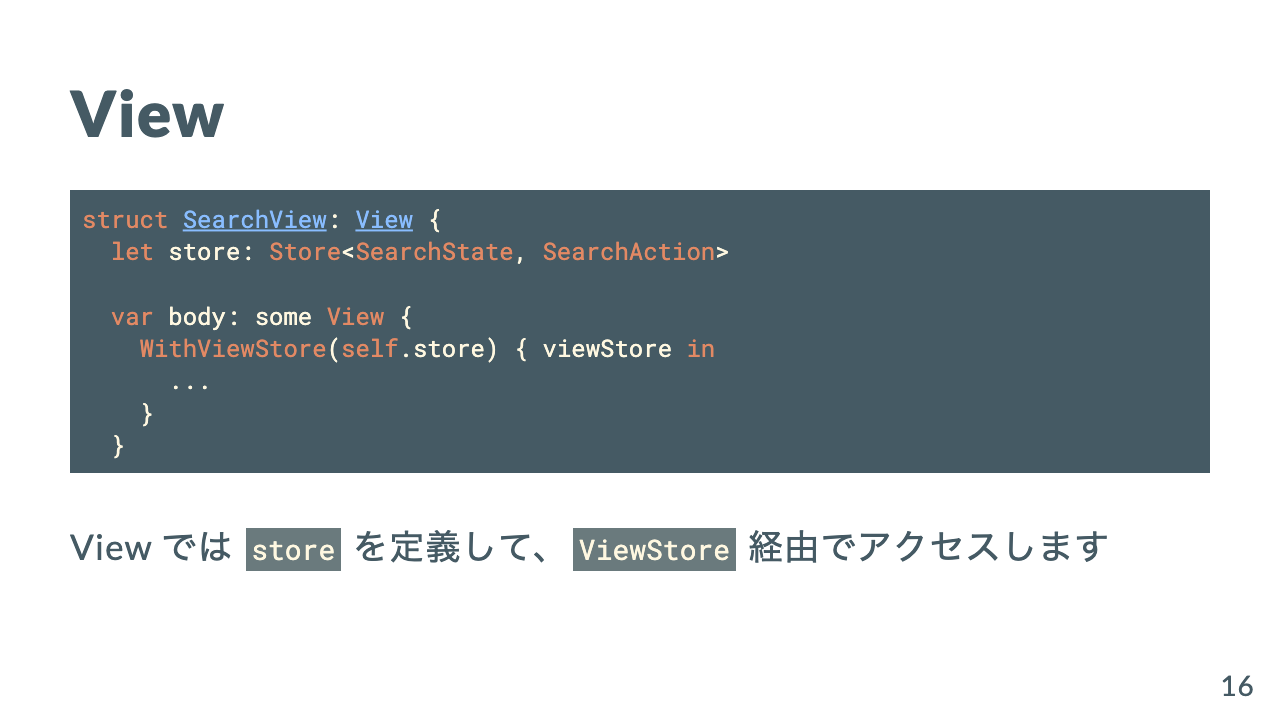 View
struct SearchView: View {
  let store: Store<SearchState, SearchAction>
  var body: some View {
    WithViewStore(self.store) { viewStore in
      ...
    }
  }
View では store を定義して、 ViewStore 経由でアクセスします
16